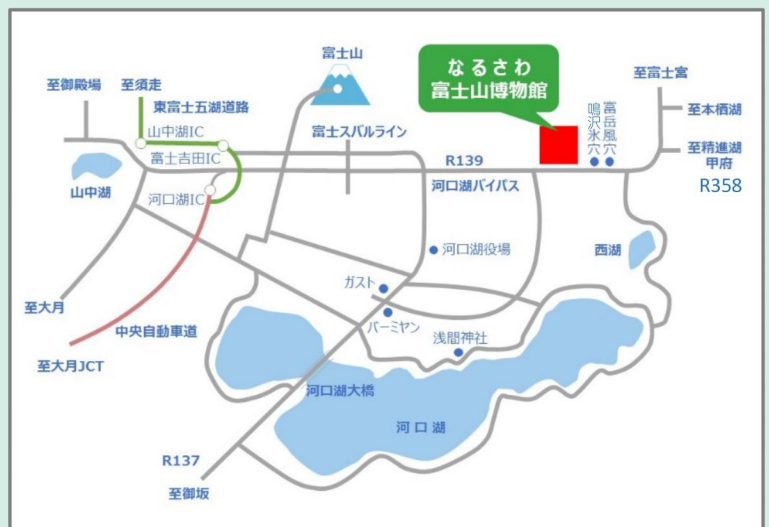 富士山
なるさわ
富士山博物館
至御殿場
至須走
東富士五湖道路
山中湖IC
富士吉田IC
富士スバルライン
鳴沢氷穴
富岳風穴
至富士宮
至本栖湖
至精進湖
甲府
R358
R139
河口湖バイパス
山中湖
河口湖IC
河口湖役場
西湖
ガスト
バーミヤン
浅間神社
至大月
中央自動車道
至大月JCT
河口湖大橋
河口湖
R137
至御坂